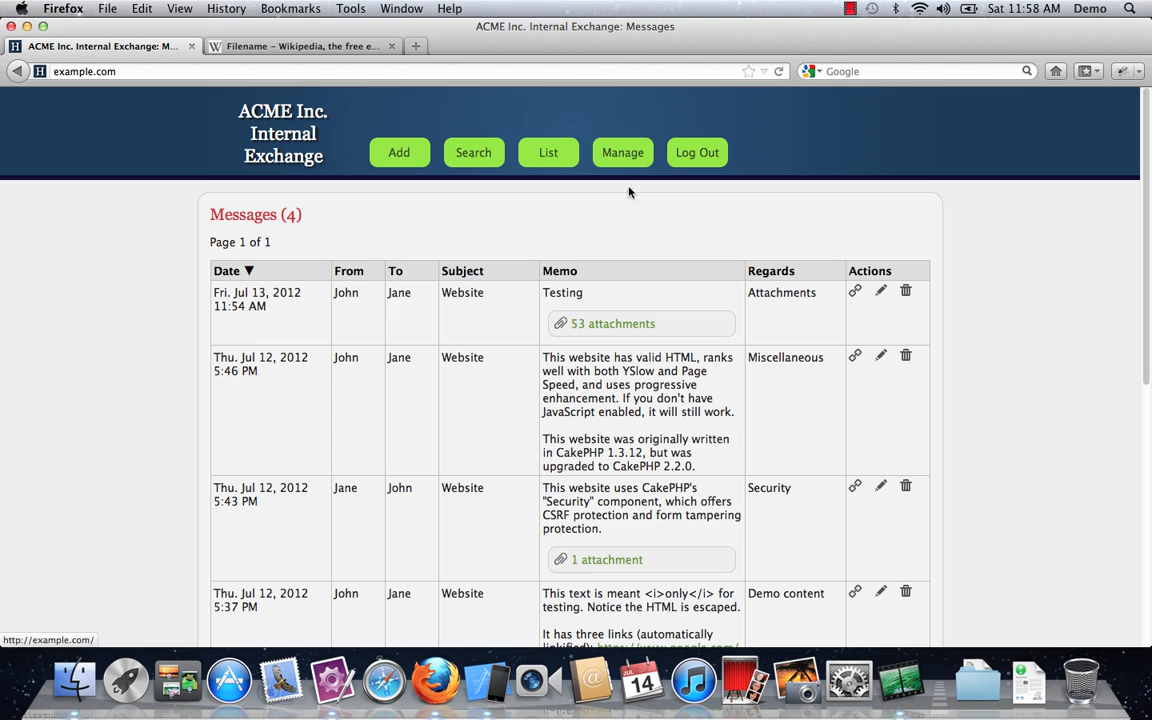 Firefox File Edit View History Bookmarks Tools Window Help Sat 11:58 AM Demo
ACME Inc. Internal Exchange: Messages
ACME Inc. Internal Exchange: M... Filename – Wikipedia, the free e...
example.com Google
ACME Inc.
Internal
Exchange
Add Search List Manage Log Out
Messages (4)
Page 1 of 1
Date ▼ From To Subject Memo Regards Actions
Fri. Jul 13, 2012 John Jane Website Testing Attachments
11:54 AM
53 attachments
Thu. Jul 12, 2012 John Jane Website This website has valid HTML, ranks Miscellaneous
5:46 PM well with both YSlow and Page
Speed, and uses progressive
enhancement. If you don't have
JavaScript enabled, it will still work.
This website was originally written
in CakePHP 1.3.12, but was
upgraded to CakePHP 2.2.0.
Thu. Jul 12, 2012 Jane John Website This website uses CakePHP's Security
5:43 PM "Security" component, which offers
CSRF protection and form tampering
protection.
1 attachment
Thu. Jul 12, 2012 John Jane Website This text is meant <i>only</i> for Demo content
5:37 PM testing. Notice the HTML is escaped.
It has three links (automatically
linkified): https://www.google.com/
http://example.com/
JUL
14